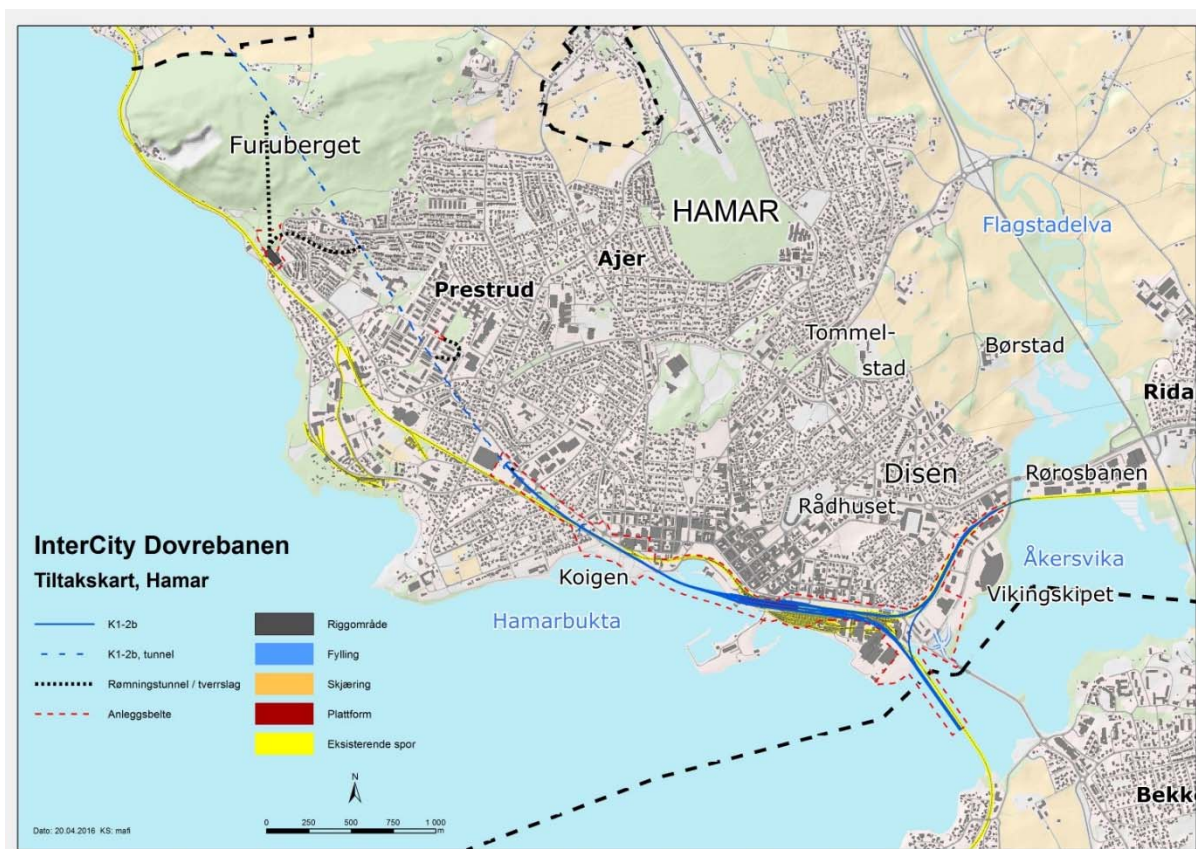 Furuberget
HAMAR
Flagstadelva
Ajer
Prestrud
Tommel-
stad
Børstad
Disen
Rørosbanen
Rådhuset
Koigen
Åkersvika
Vikingskipet
Hamarbukta
InterCity Dovrebanen
Tiltakskart, Hamar
K1-2b
K1-2b, tunnel
Rømningstunnel / tverrslag
Anleggsbelte
Riggområde
Fylling
Skjæring
Plattform
Eksisterende spor
N
0 250 500 750 1 000
m
Dato: 20.04.2016 KS: mafi